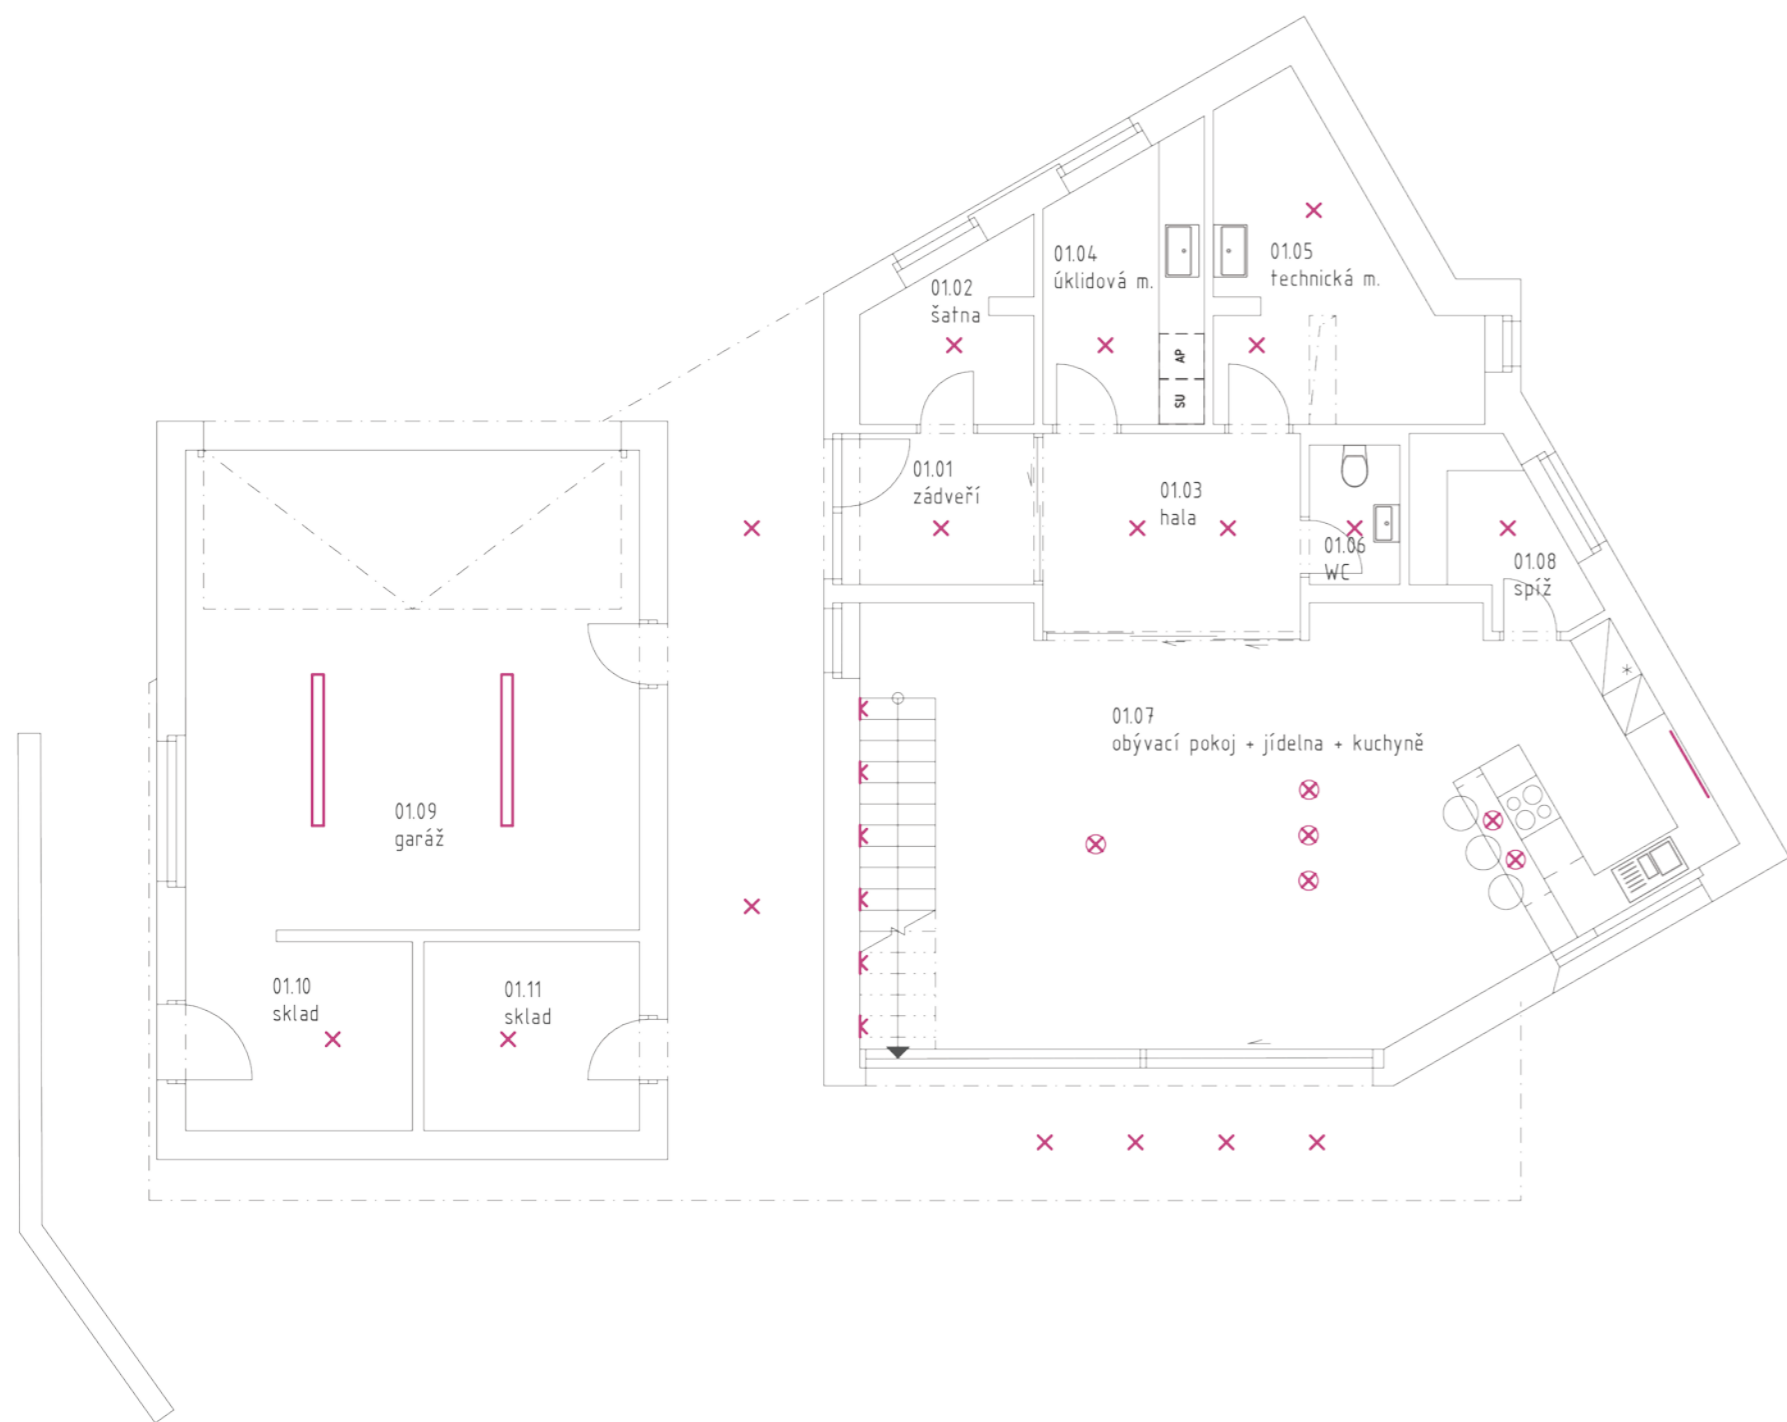 01.04
úklidová m.
01.05
technická m.
01.02
šatna
AP
SU
01.01
zádveří
01.03
hala
01.06
WC
01.08
spíž
01.07
obývací pokoj + jídelna + kuchyně
01.09
garáž
01.10
sklad
01.11
sklad